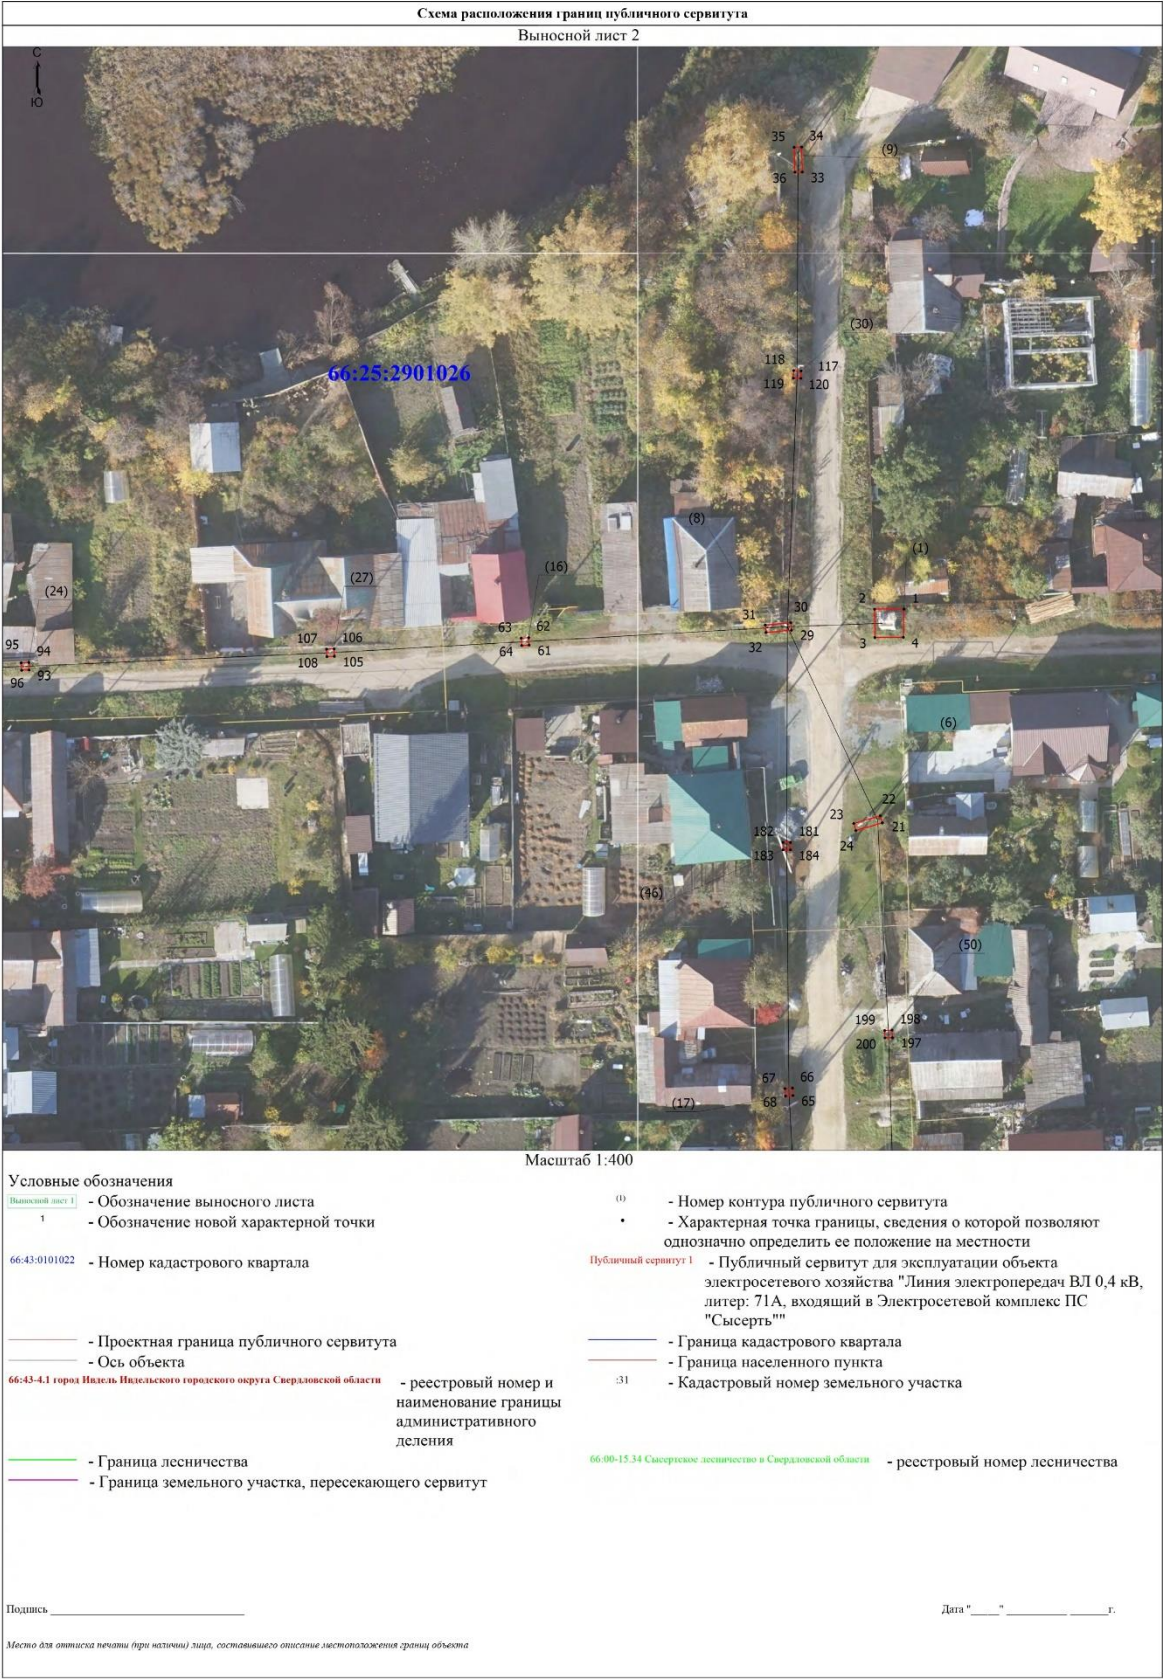 Схема расположения границ публичного сервитута
Выносной лист 2
С
Ю
35 34
(9)
36 33
(30)
118 117
119 120
66:25:2901026
(8)
(1)
(16)
(27)
(24)
2 1
31 30
29
32
3 4
63 62
64 61
107 106
108 105
95 94
96 93
(6)
22
23
21
24
182 181
183 184
(46)
(50)
199 198
200 197
67 66
68 65
(17)
Масштаб 1:400
Условные обозначения
Выносной лист 1 - Обозначение выносного листа
1 - Обозначение новой характерной точки
66:43:0101022 - Номер кадастрового квартала
- Проектная граница публичного сервитута
- Ось объекта
66:43-4.1 город Ивдель Ивдельского городского округа Свердловской области - реестровый номер и
наименование границы
административного
деления
- Граница лесничества
- Граница земельного участка, пересекающего сервитут
(1) - Номер контура публичного сервитута
- Характерная точка границы, сведения о которой позволяют
однозначно определить ее положение на местности
Публичный сервитут 1 - Публичный сервитут для эксплуатации объекта
электросетевого хозяйства "Линия электропередач ВЛ 0,4 кВ,
литер: 71А, входящий в Электросетевой комплекс ПС
"Сысерть""
- Граница кадастрового квартала
- Граница населенного пункта
:31 - Кадастровый номер земельного участка
66:00-15.34 Сысертское лесничество в Свердловской области - реестровый номер лесничества
Подпись ____________________
Дата "_____" ___________ _______г.
Место для оттиска печати (при наличии) лица, составившего описание местоположения границ объекта